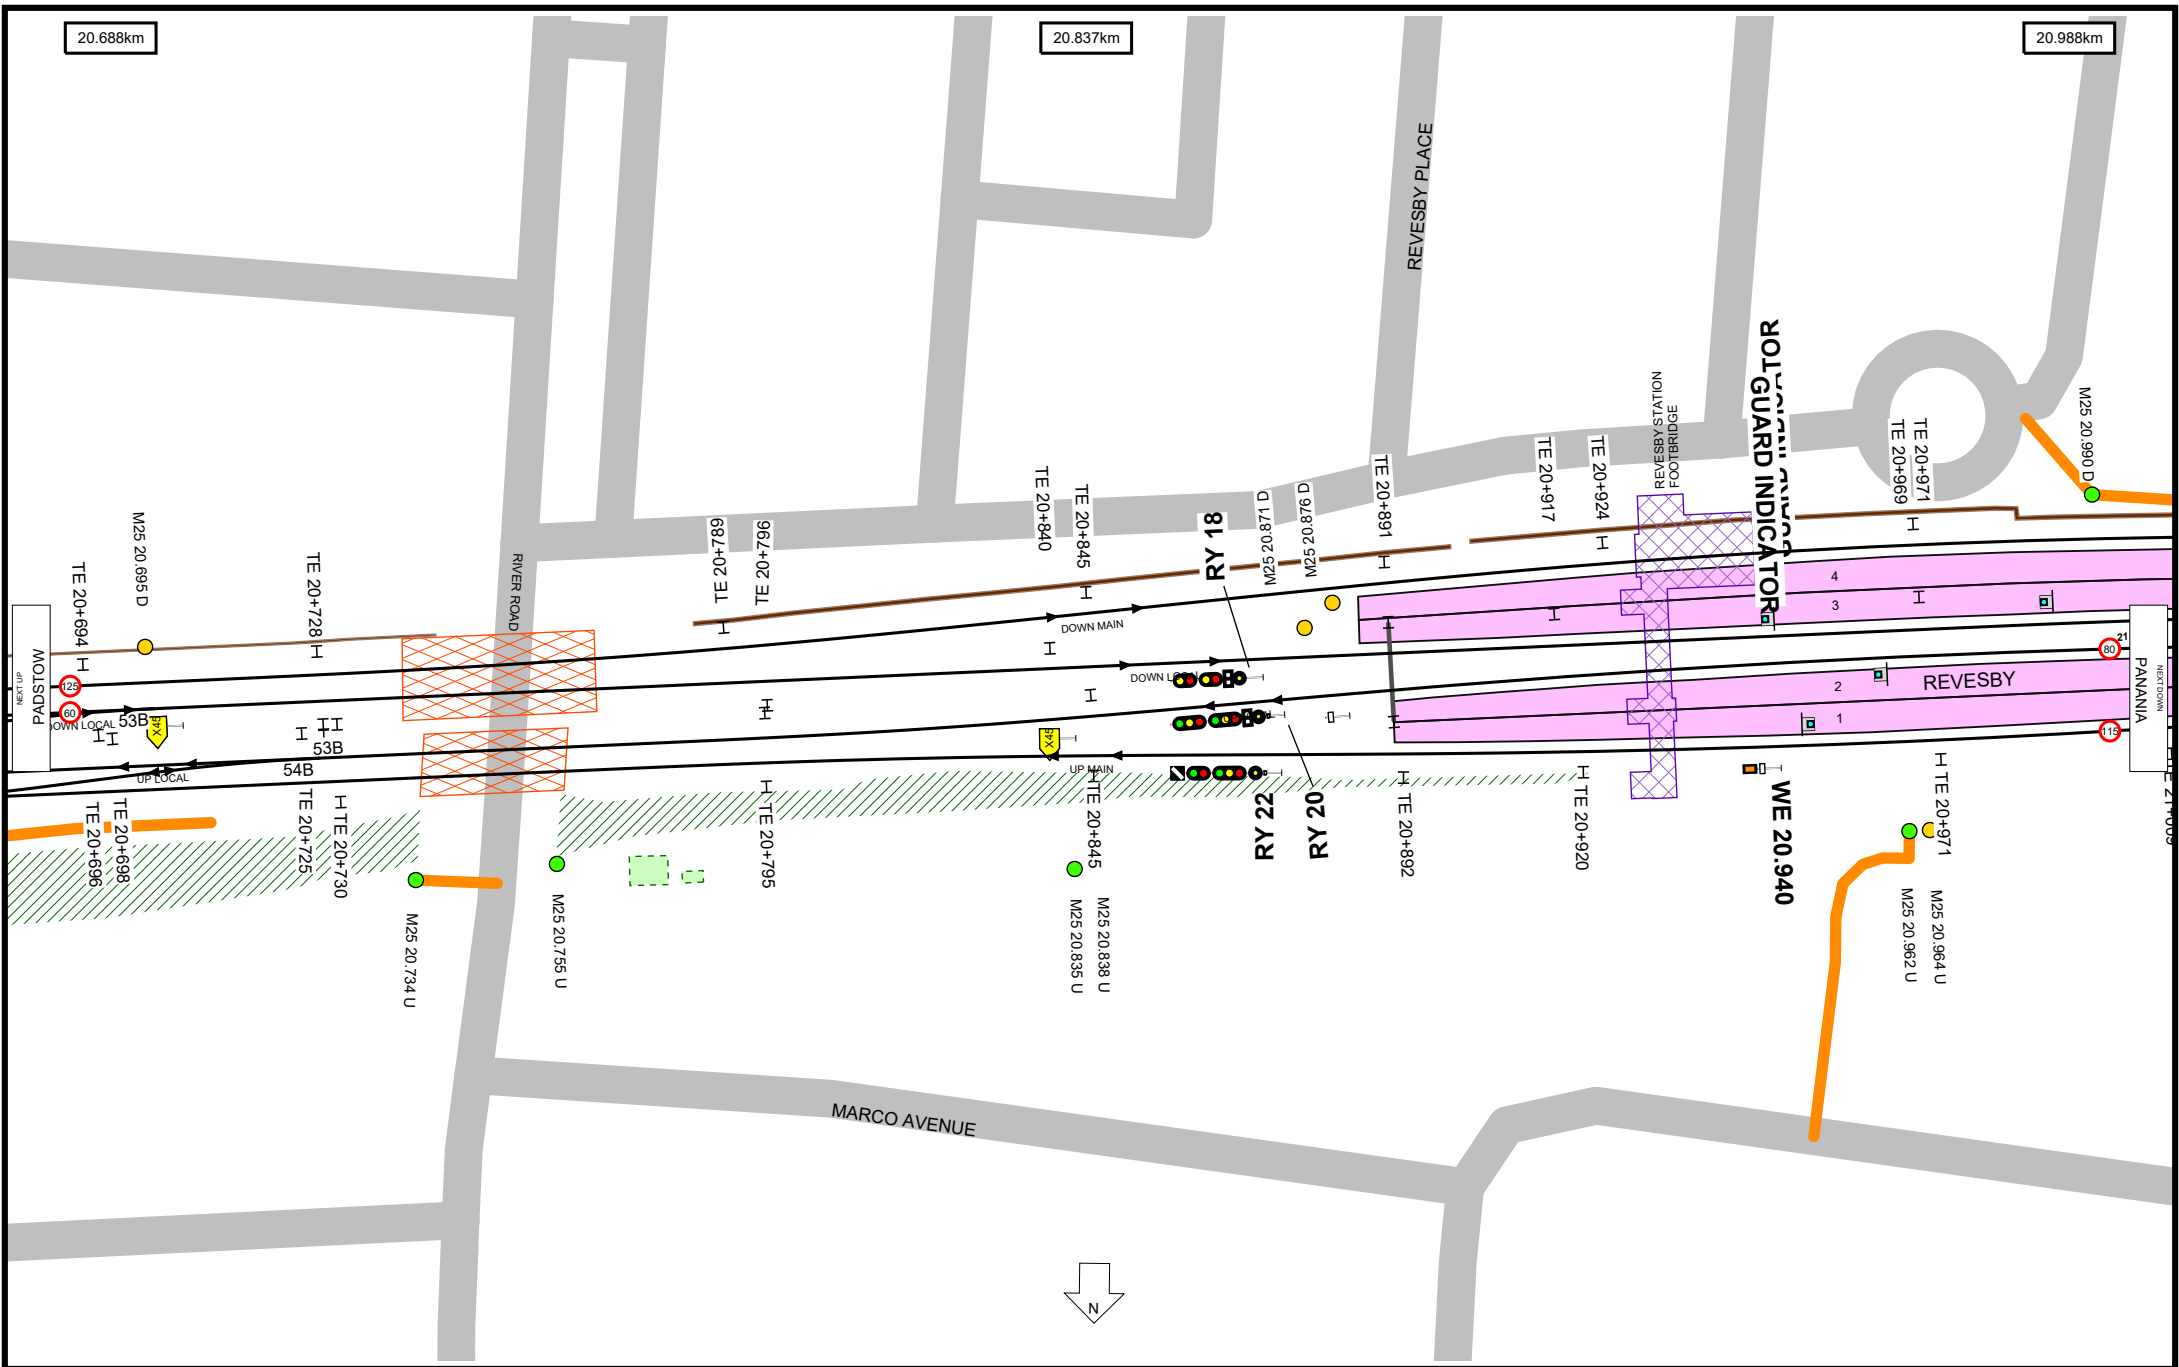 20.688km
20.837km
20.988km
REVESBY PLACE
REVESBY STATION
FOOTBRIDGE
GUARD INDICATOR
M25 20.990 D
TE 20+971
TE 20+969
TE 20+924
TE 20+917
TE 20+891
M25 20.876 D
M25 20.871 D
RY 18
TE 20+845
TE 20+840
TE 20+796
TE 20+789
RIVER ROAD
TE 20+728
M25 20.695 D
TE 20+694
NEXT UP
PADSTOW
125
60
DOWN LOCAL
53B
X45
53B
54B
UP LOCAL
DOWN MAIN
X45
UP MAIN
4
3
2
1
REVESBY
80
21
115
PANANIA
NEXT DOWN
TE 20+696
TE 20+698
TE 20+725
TE 20+730
TE 20+795
TE 20+845
RY 22
RY 20
TE 20+892
TE 20+920
WE 20.940
TE 20+971
M25 20.734 U
M25 20.755 U
M25 20.835 U
M25 20.838 U
M25 20.962 U
M25 20.964 U
MARCO AVENUE
N